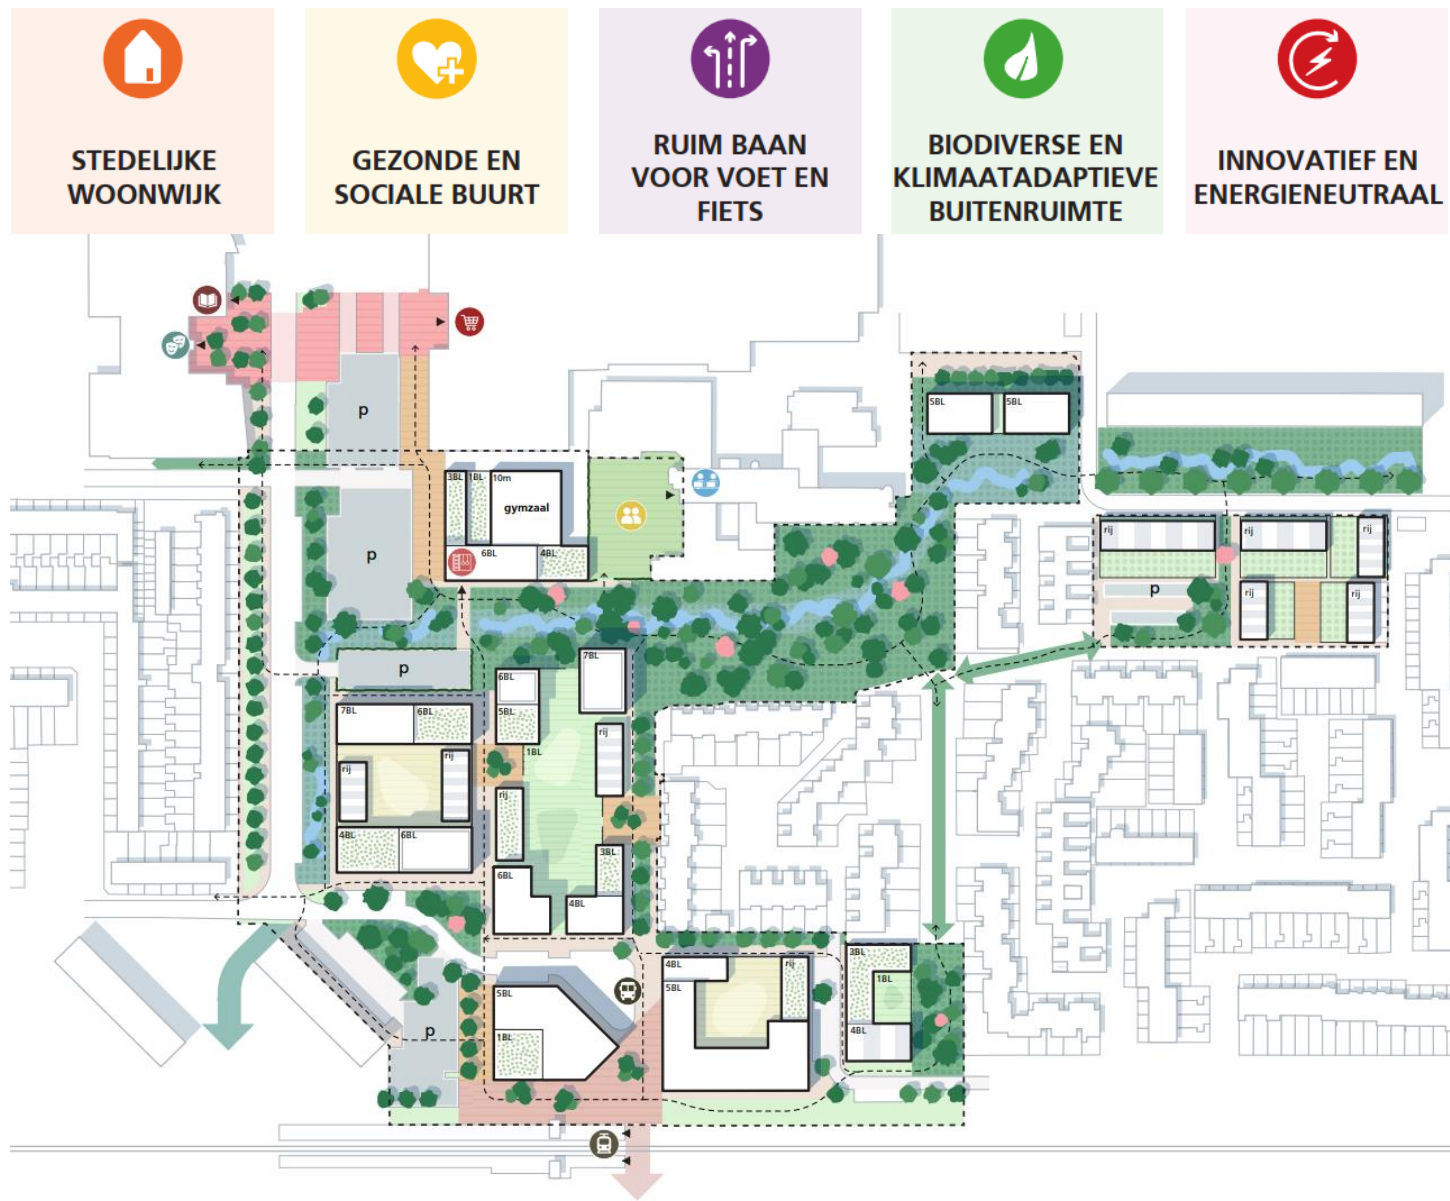 STEDELIJKE
WOONWIJK
GEZONDE EN
SOCIALE BUURT
RUIM BAAN
VOOR VOET EN
FIETS
BIODIVERSE EN
KLIMAATADAPTIEVE
BUITENRUIMTE
INNOVATIEF EN
ENERGIENEUTRAAL
p
5BL
5BL
3BL
1BL
10m
gymzaal
6BL
4BL
p
rij
rij
rij
p
rij
rij
p
7BL
6BL
5BL
1BL
7BL
6BL
rij
rij
rij
rij
4BL
6BL
3BL
6BL
4BL
4BL
5BL
rij
3BL
1BL
4BL
5BL
1BL
p